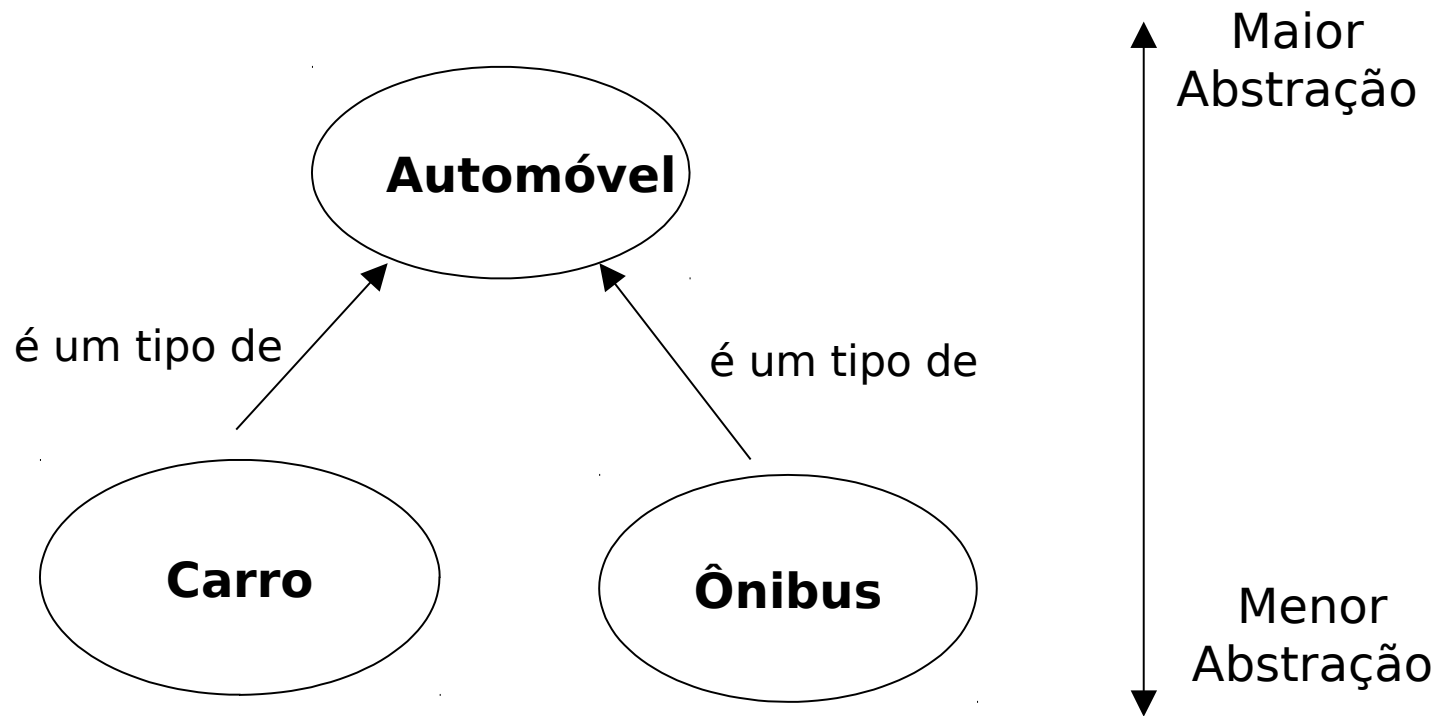 Maior
Abstração
Automóvel
é um tipo de
é um tipo de
Carro
Ônibus
Menor
Abstração